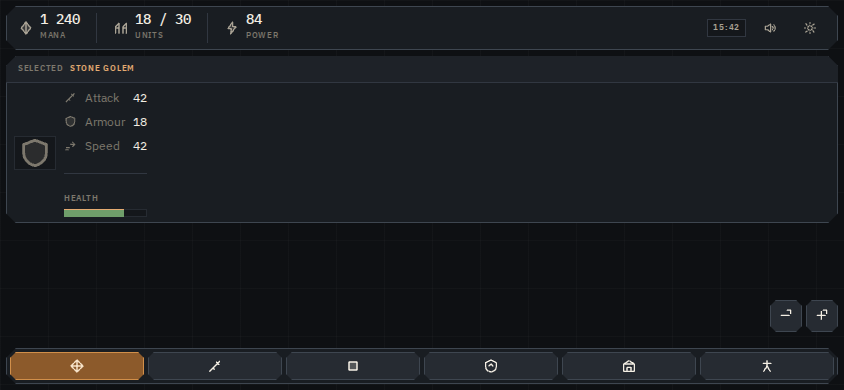 1 240
MANA
18 / 30
UNITS
84
POWER
15:42
SELECTED STONE GOLEM
Attack 42
Armour 18
Speed 42
HEALTH